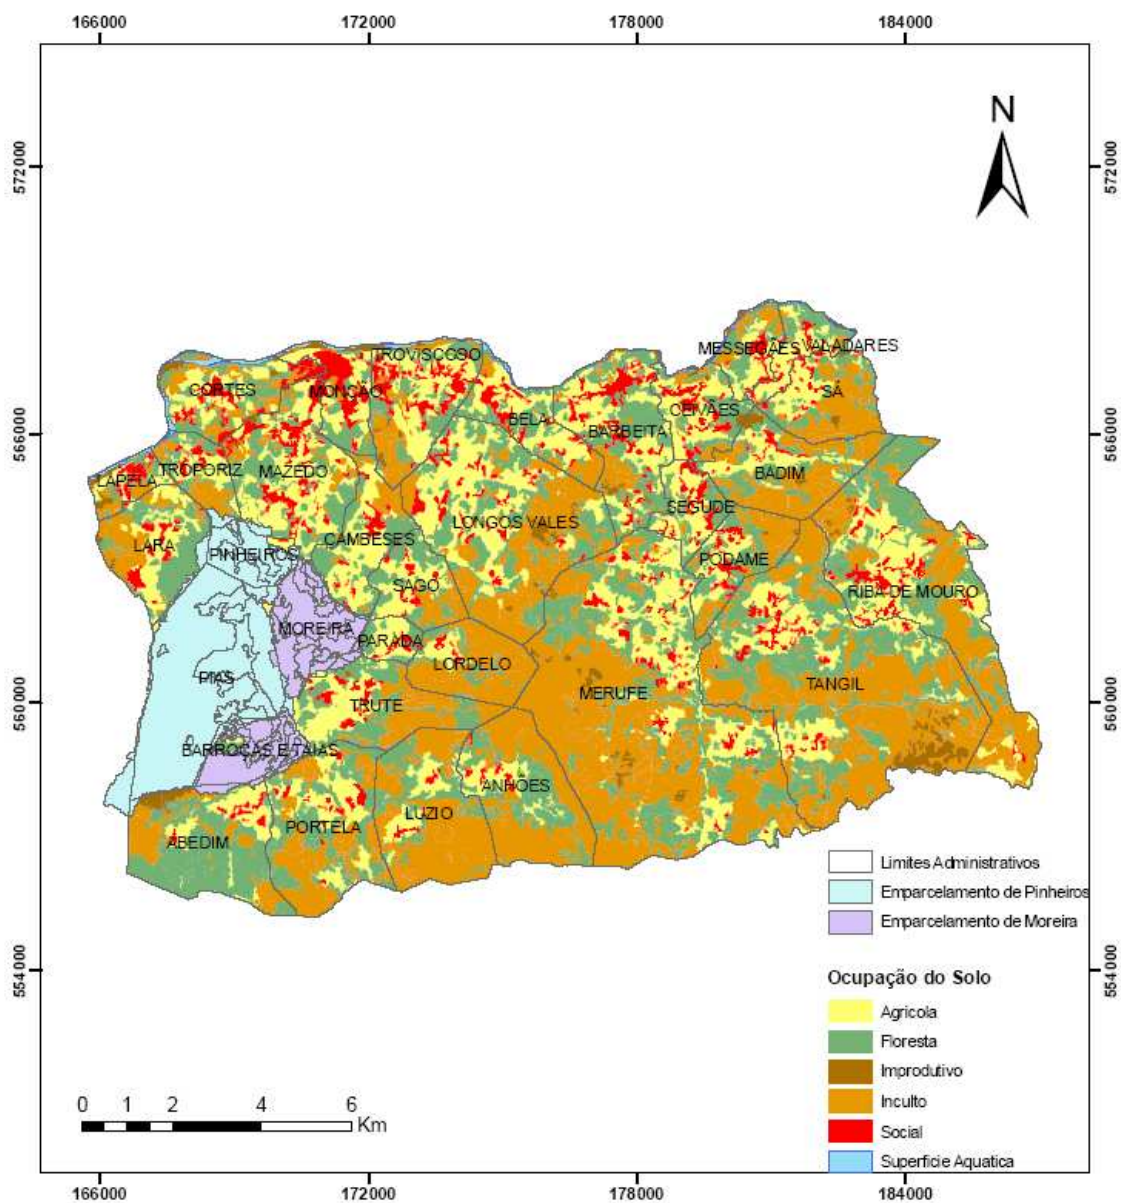 166000 172000 178000 184000
N
572000 572000
MESSEGÃES VALADARES
TROVISCOSO
CORTES MONÇÃO SÁ
CEIVÃES
BELA BARBEITA
566000 566000
TROPORIZ MAZEDO BADIM
LAPELA
SEGUDE
LONGOS VALES
LARA CAMBESES
PINHEIROS PODAME
SAGO RIBA DE MOURO
MOREIRA
PARADA
LORDELO
PIAS MERUFE TANGIL
TRUTE
560000 560000
BARROÇAS E TAIAS
ANHÕES
LUZIO
PORTELA
ABEDIM
Limites Administrativos
Emparcelamento de Pinheiros
Emparcelamento de Moreira
554000 554000
Ocupação do Solo
Agricola
Floresta
Improdutivo
Inculto
Social
Superficie Aquatica
0 1 2 4 6
Km
166000 172000 178000 184000